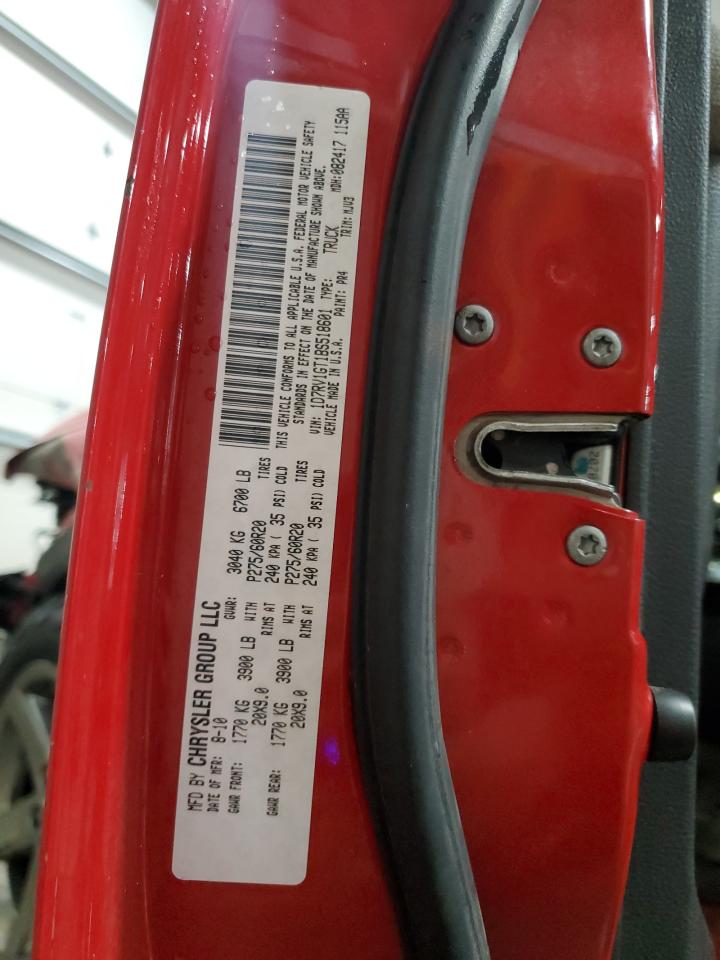 MFD BY CHRYSLER GROUP LLC
DATE OF MFR: 8-10 GVWR: 3040 KG 6700 LB
GAWR FRONT: 1770 KG 3900 LB WITH P275/60R20 TIRES
20X9.0 RIMS AT 240 KPA ( 35 PSI) COLD
GAWR REAR: 1770 KG 3900 LB WITH P275/60R20 TIRES
20X9.0 RIMS AT 240 KPA ( 35 PSI) COLD
THIS VEHICLE CONFORMS TO ALL APPLICABLE U.S.A. FEDERAL MOTOR VEHICLE SAFETY
STANDARDS IN EFFECT ON THE DATE OF MANUFACTURE SHOWN ABOVE.
VIN: 1D7RV1GT1BS518601 TYPE: TRUCK MDH:082417 115AA
VEHICLE MADE IN U.S.A. PAINT: PR4 TRIM: MJV3